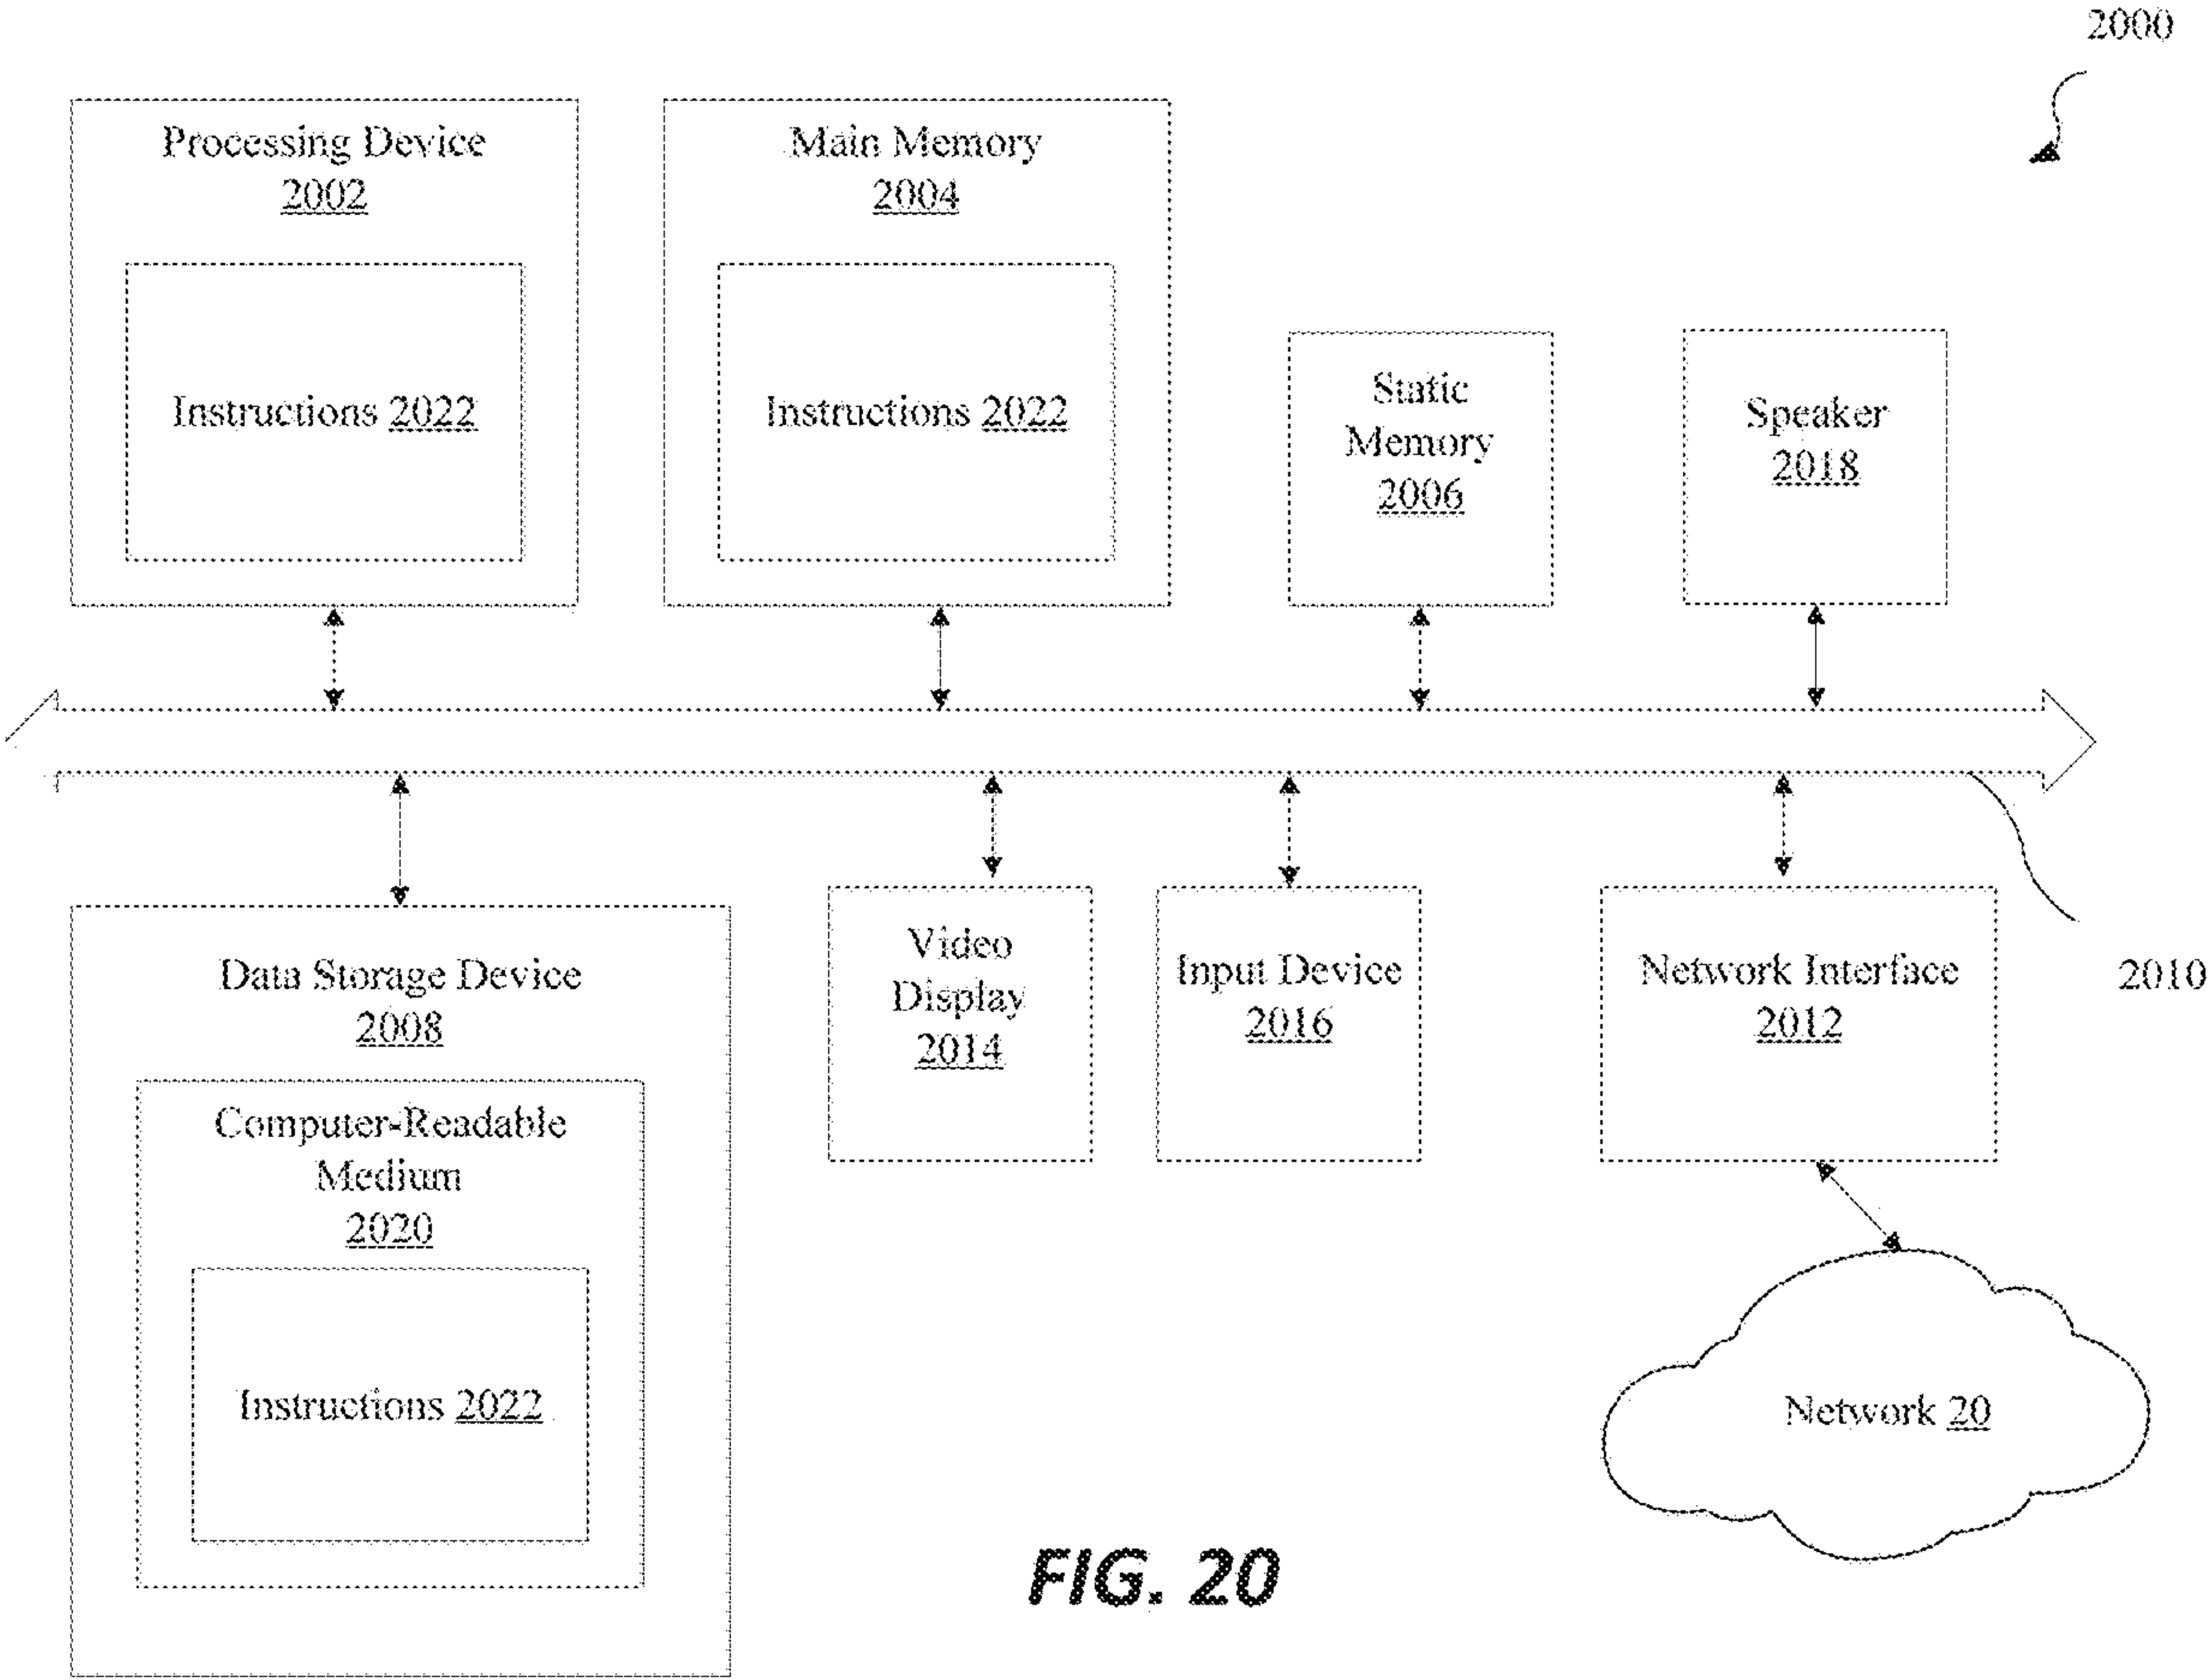 2000
Processing Device
2002
Instructions 2022
Main Memory
2004
Instructions 2022
Static
Memory
2006
Speaker
2018
Data Storage Device
2008
Computer-Readable
Medium
2020
Instructions 2022
Video
Display
2014
Input Device
2016
Network Interface
2012
2010
Network 20
FIG. 20